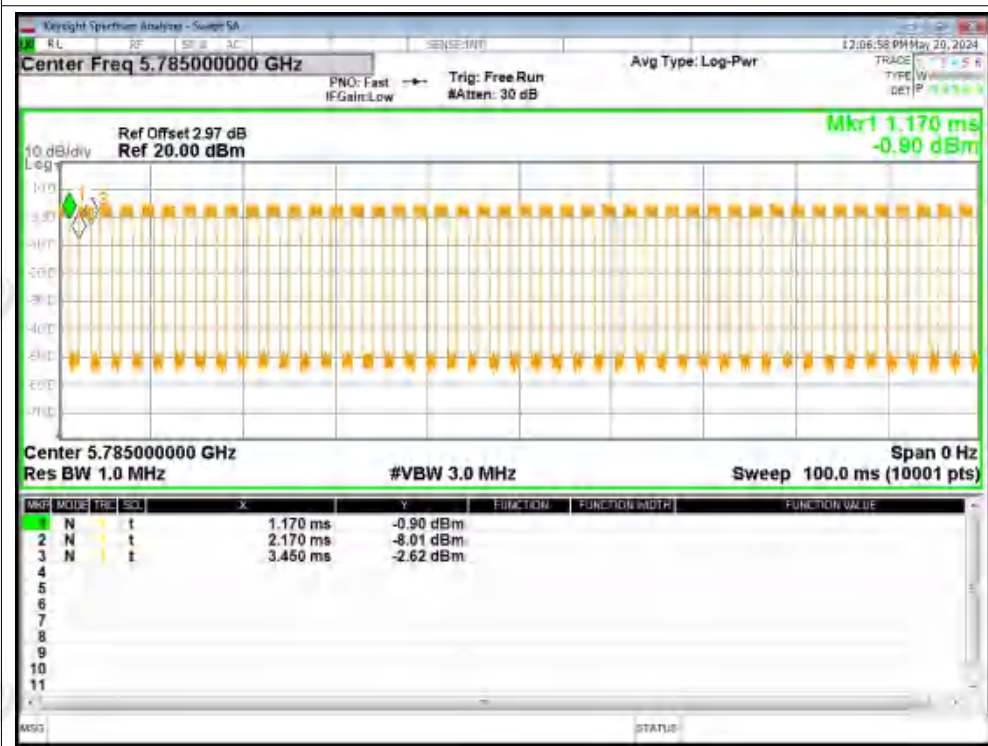 Keysight Spectrum Analyzer - Swept SA
RL RF AC SENSE:INT 12:06:58 PM May 20, 2024
Center Freq 5.785000000 GHz Avg Type: Log-Pwr TRACE
PNO: Fast Trig: Free Run TYPE
IFGain:Low #Atten: 30 dB DET P
Mkr1 1.170 ms
Ref Offset 2.97 dB
10 dB/div Ref 20.00 dBm -0.90 dBm
Log
Center 5.785000000 GHz Span 0 Hz
Res BW 1.0 MHz #VBW 3.0 MHz Sweep 100.0 ms (10001 pts)
MKR MODE TRC SCL X Y FUNCTION FUNCTION WIDTH FUNCTION VALUE
1 N 1 t 1.170 ms -0.90 dBm
2 N 1 t 2.170 ms -8.01 dBm
3 N 1 t 3.450 ms -2.62 dBm
4
5
6
7
8
9
10
11
MSG STATUS